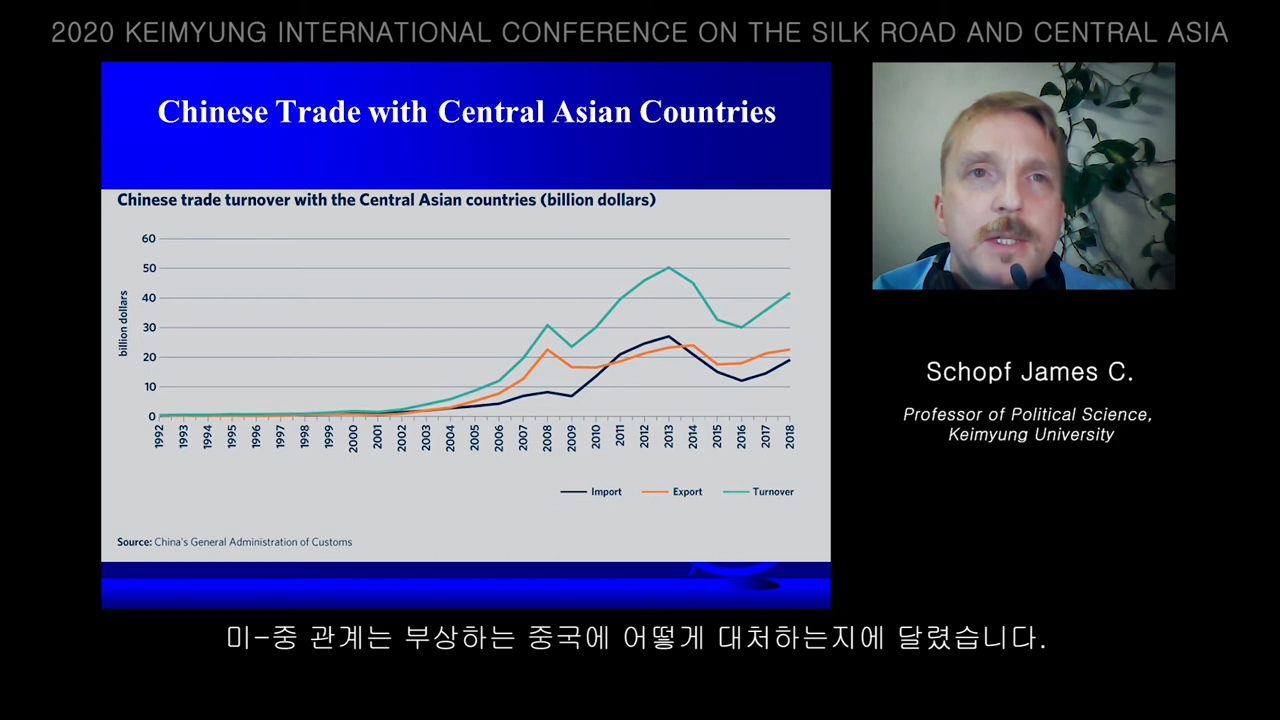 2020 KEIMYUNG INTERNATIONAL CONFERENCE ON THE SILK ROAD AND CENTRAL ASIA
Chinese Trade with Central Asian Countries
Chinese trade turnover with the Central Asian countries (billion dollars)
billion dollars
60
50
40
30
20
10
0
1992 1993 1994 1995 1996 1997 1998 1999 2000 2001 2002 2003 2004 2005 2006 2007 2008 2009 2010 2011 2012 2013 2014 2015 2016 2017 2018
Import Export Turnover
Source: China's General Administration of Customs
Schopf James C.
Professor of Political Science,
Keimyung University
미-중 관계는 부상하는 중국에 어떻게 대처하는지에 달렸습니다.